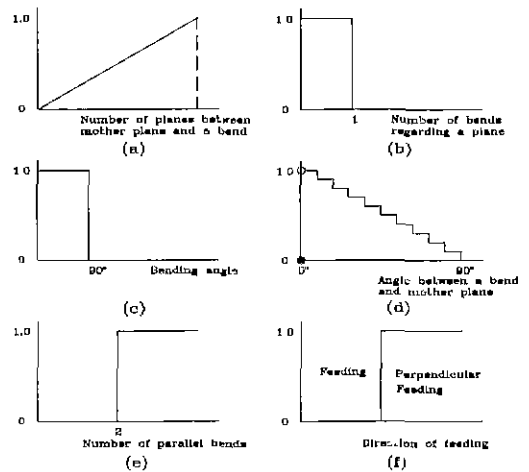 1.0
0
Number of planes between
mother plane and a bend
(a)
1 0
0
1
Number of bends
regarding a plane
(b)
1 0
0
90°
Bending angle
(c)
1 0
0
0°
90°
Angle between a bend
and mother plane
(d)
1.0
0
2
Number of parallel bends
(e)
1 0
0
Feeding
Perpendicular
Feeding
Direction of feeding
(f)